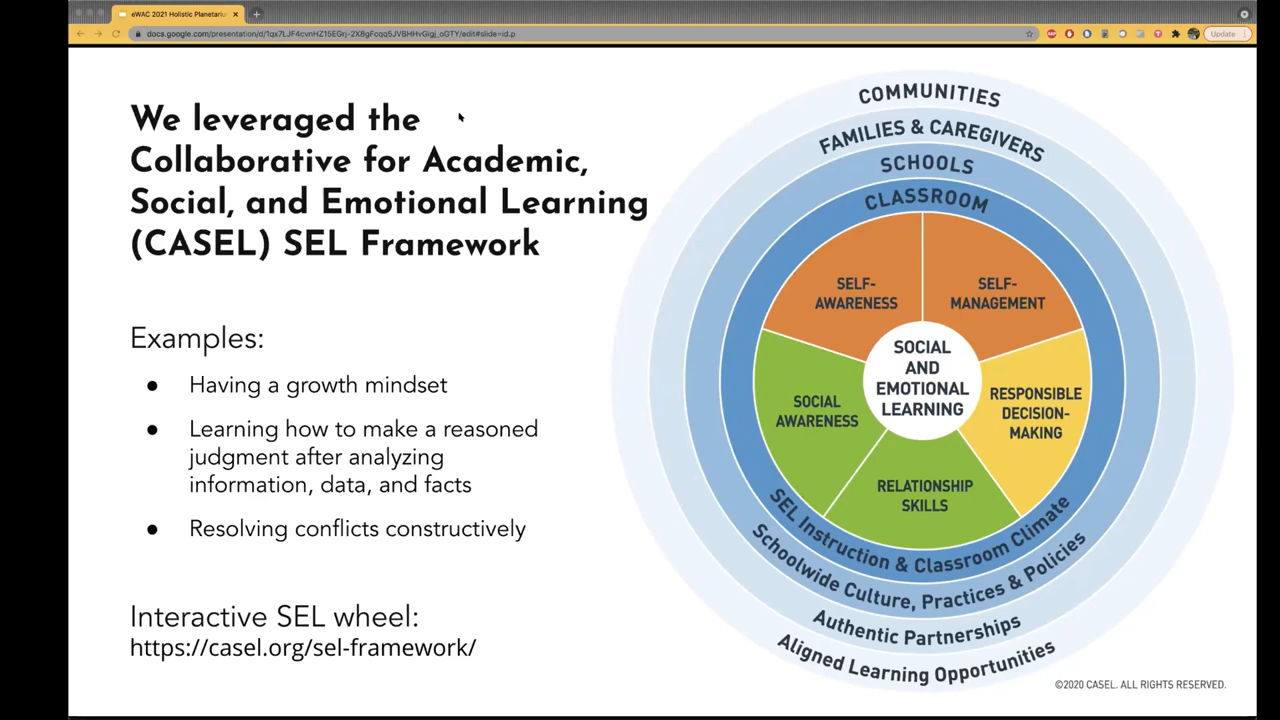 eWAC 2021 Holistic Planetariu
docs.google.com/presentation/d/1qx7LJF4cvnHZ15EGrj-2X8gFcqq5JVBHHvGigj_oGTY/edit#slide=id.p
Update
We leveraged the
Collaborative for Academic,
Social, and Emotional Learning
(CASEL) SEL Framework
Examples:
● Having a growth mindset
● Learning how to make a reasoned
judgment after analyzing
information, data, and facts
● Resolving conflicts constructively
Interactive SEL wheel:
https://casel.org/sel-framework/
COMMUNITIES
FAMILIES & CAREGIVERS
SCHOOLS
CLASSROOM
SELF-
AWARENESS
SELF-
MANAGEMENT
SOCIAL
AND
EMOTIONAL
LEARNING
SOCIAL
AWARENESS
RESPONSIBLE
DECISION-
MAKING
RELATIONSHIP
SKILLS
SEL Instruction & Classroom Climate
Schoolwide Culture, Practices & Policies
Authentic Partnerships
Aligned Learning Opportunities
©2020 CASEL. ALL RIGHTS RESERVED.